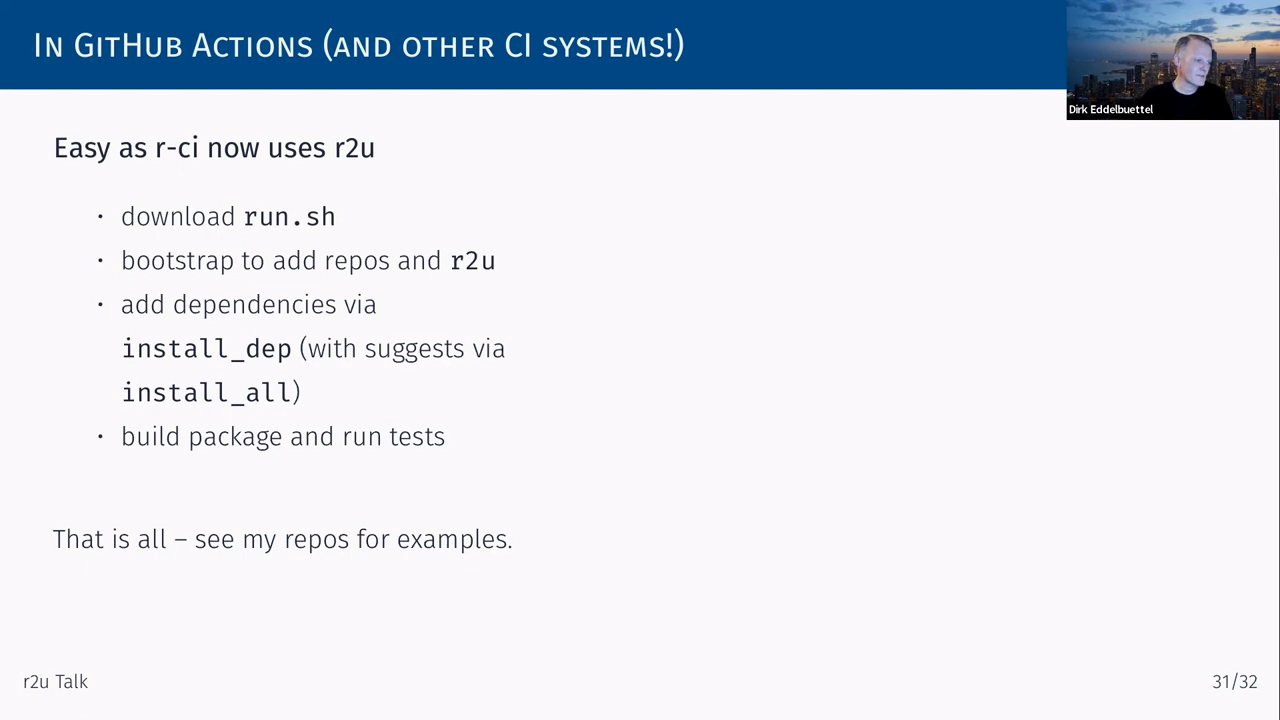 In GitHub Actions (and other CI systems!)
Dirk Eddelbuettel
Easy as r-ci now uses r2u
· download run.sh
· bootstrap to add repos and r2u
· add dependencies via
install_dep (with suggests via
install_all)
· build package and run tests
That is all – see my repos for examples.
r2u Talk
31/32